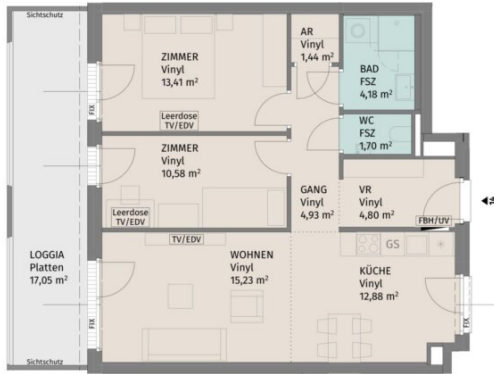 Sichtschutz
ZIMMER
Vinyl
13,41 m²
Leerdose
TV/EDV
FIX
AR
Vinyl
1,44 m²
BAD
FSZ
4,18 m²
WC
FSZ
1,70 m²
ZIMMER
Vinyl
10,58 m²
Leerdose
TV/EDV
GANG
Vinyl
4,93 m²
VR
Vinyl
4,80 m²
FBH/UV
LOGGIA
Platten
17,05 m²
TV/EDV
WOHNEN
Vinyl
15,23 m²
GS
KÜCHE
Vinyl
12,88 m²
FIX
FIX
Sichtschutz